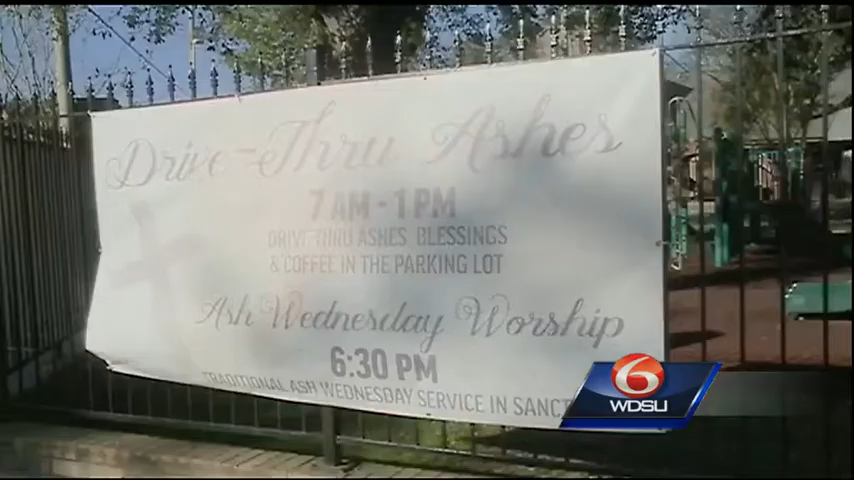 Drive-Thru Ashes
7 AM - 1 PM
DRIVE-THRU ASHES BLESSINGS
& COFFEE IN THE PARKING LOT
Ash Wednesday Worship
6:30 PM
TRADITIONAL ASH WEDNESDAY SERVICE IN SANCT
6
WDSU